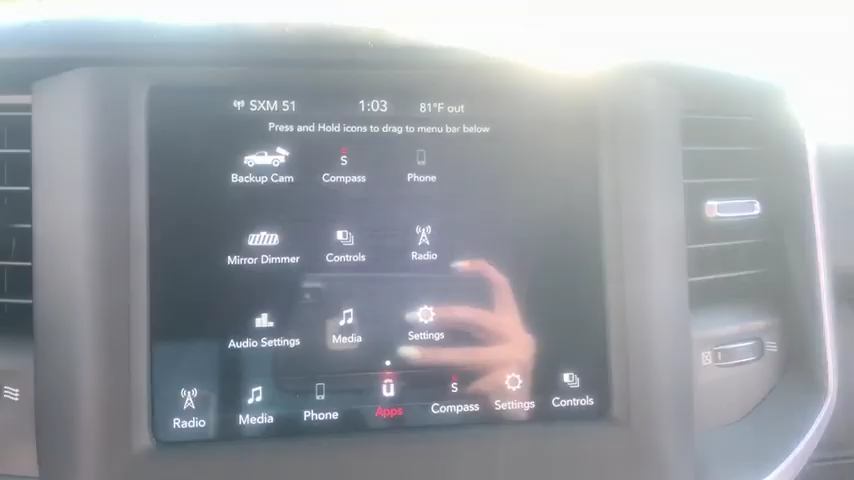 SXM 51 1:03 81°F out
Press and Hold icons to drag to menu bar below
Backup Cam S Compass Phone
Mirror Dimmer Controls Radio
Audio Settings Media Settings
Radio Media Phone Apps S Compass Settings Controls